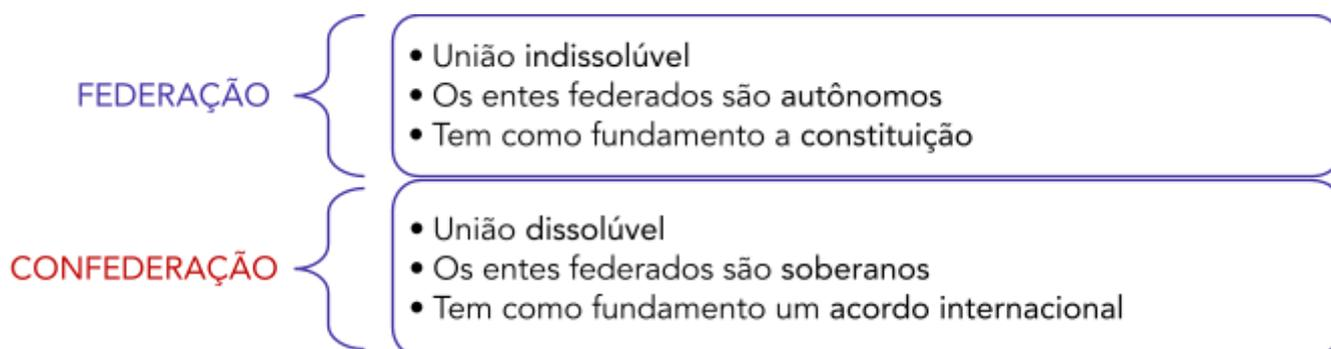 FEDERAÇÃO
• União indissolúvel
• Os entes federados são autônomos
• Tem como fundamento a constituição
CONFEDERAÇÃO
• União dissolúvel
• Os entes federados são soberanos
• Tem como fundamento um acordo internacional